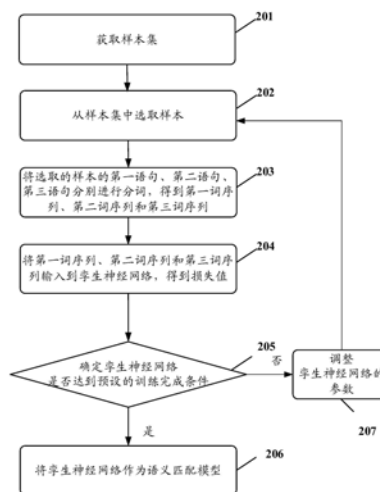 201
获取样本集
202
从样本集中选取样本
203
将选取的样本的第一语句、第二语句、
第三语句分别进行分词，得到第一词序
列、第二词序列和第三词序列
204
将第一词序列、第二词序列和第三词序
列输入到孪生神经网络，得到损失值
205
确定孪生神经网络
是否达到预设的训练完成条件
否
调整
孪生神经网络的
参数
207
是
206
将孪生神经网络作为语义匹配模型